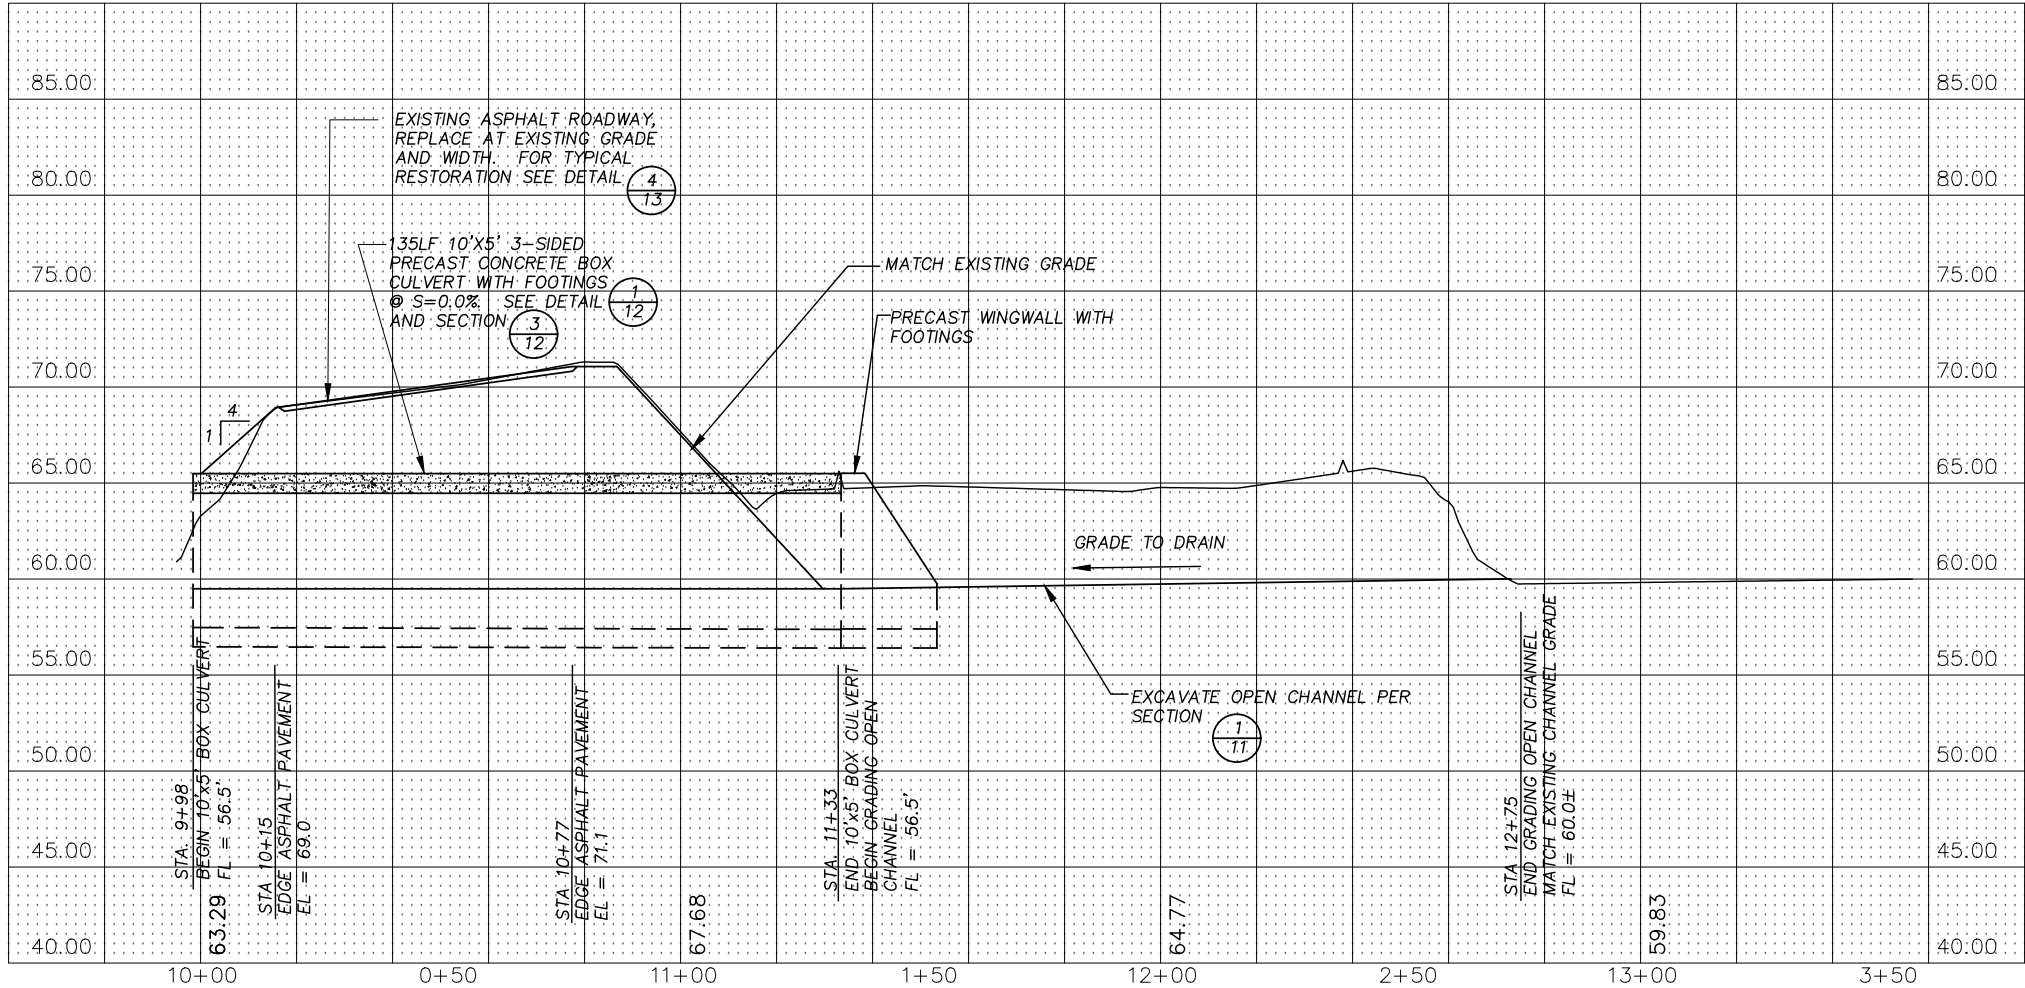 85.00
85.00
80.00
80.00
75.00
75.00
70.00
70.00
65.00
65.00
60.00
60.00
55.00
55.00
50.00
50.00
45.00
45.00
40.00
40.00
EXISTING ASPHALT ROADWAY,
REPLACE AT EXISTING GRADE
AND WIDTH. FOR TYPICAL
RESTORATION SEE DETAIL
4
13
135LF 10'X5' 3-SIDED
PRECAST CONCRETE BOX
CULVERT WITH FOOTINGS
@ S=0.0%. SEE DETAIL
AND SECTION
1
12
3
12
MATCH EXISTING GRADE
PRECAST WINGWALL WITH
FOOTINGS
4
1
GRADE TO DRAIN
EXCAVATE OPEN CHANNEL PER
SECTION
1
11
STA. 9+98
BEGIN 10'x5' BOX CULVERT
FL = 56.5'
STA 10+15
EDGE ASPHALT PAVEMENT
EL = 69.0
STA 10+77
EDGE ASPHALT PAVEMENT
EL = 71.1
STA. 11+33
END 10'x5' BOX CULVERT
BEGIN GRADING OPEN
CHANNEL
FL = 56.5'
STA 12+75
END GRADING OPEN CHANNEL
MATCH EXISTING CHANNEL GRADE
FL = 60.0±
63.29
67.68
64.77
59.83
10+00
0+50
11+00
1+50
12+00
2+50
13+00
3+50